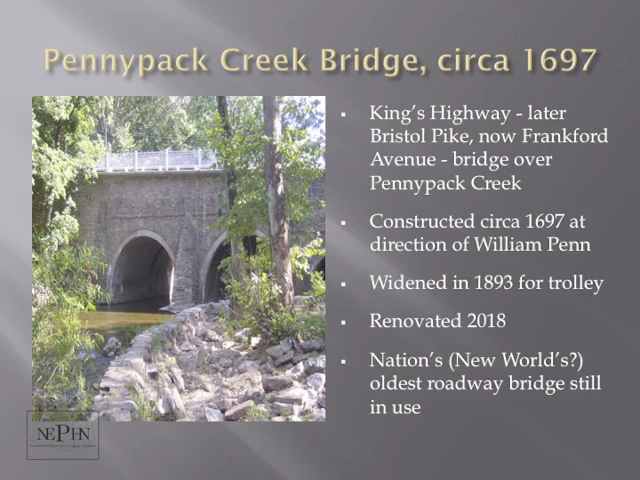 Pennypack Creek Bridge, circa 1697
▪ King’s Highway - later
Bristol Pike, now Frankford
Avenue - bridge over
Pennypack Creek
▪ Constructed circa 1697 at
direction of William Penn
▪ Widened in 1893 for trolley
▪ Renovated 2018
▪ Nation’s (New World’s?)
oldest roadway bridge still
in use
NEPHN